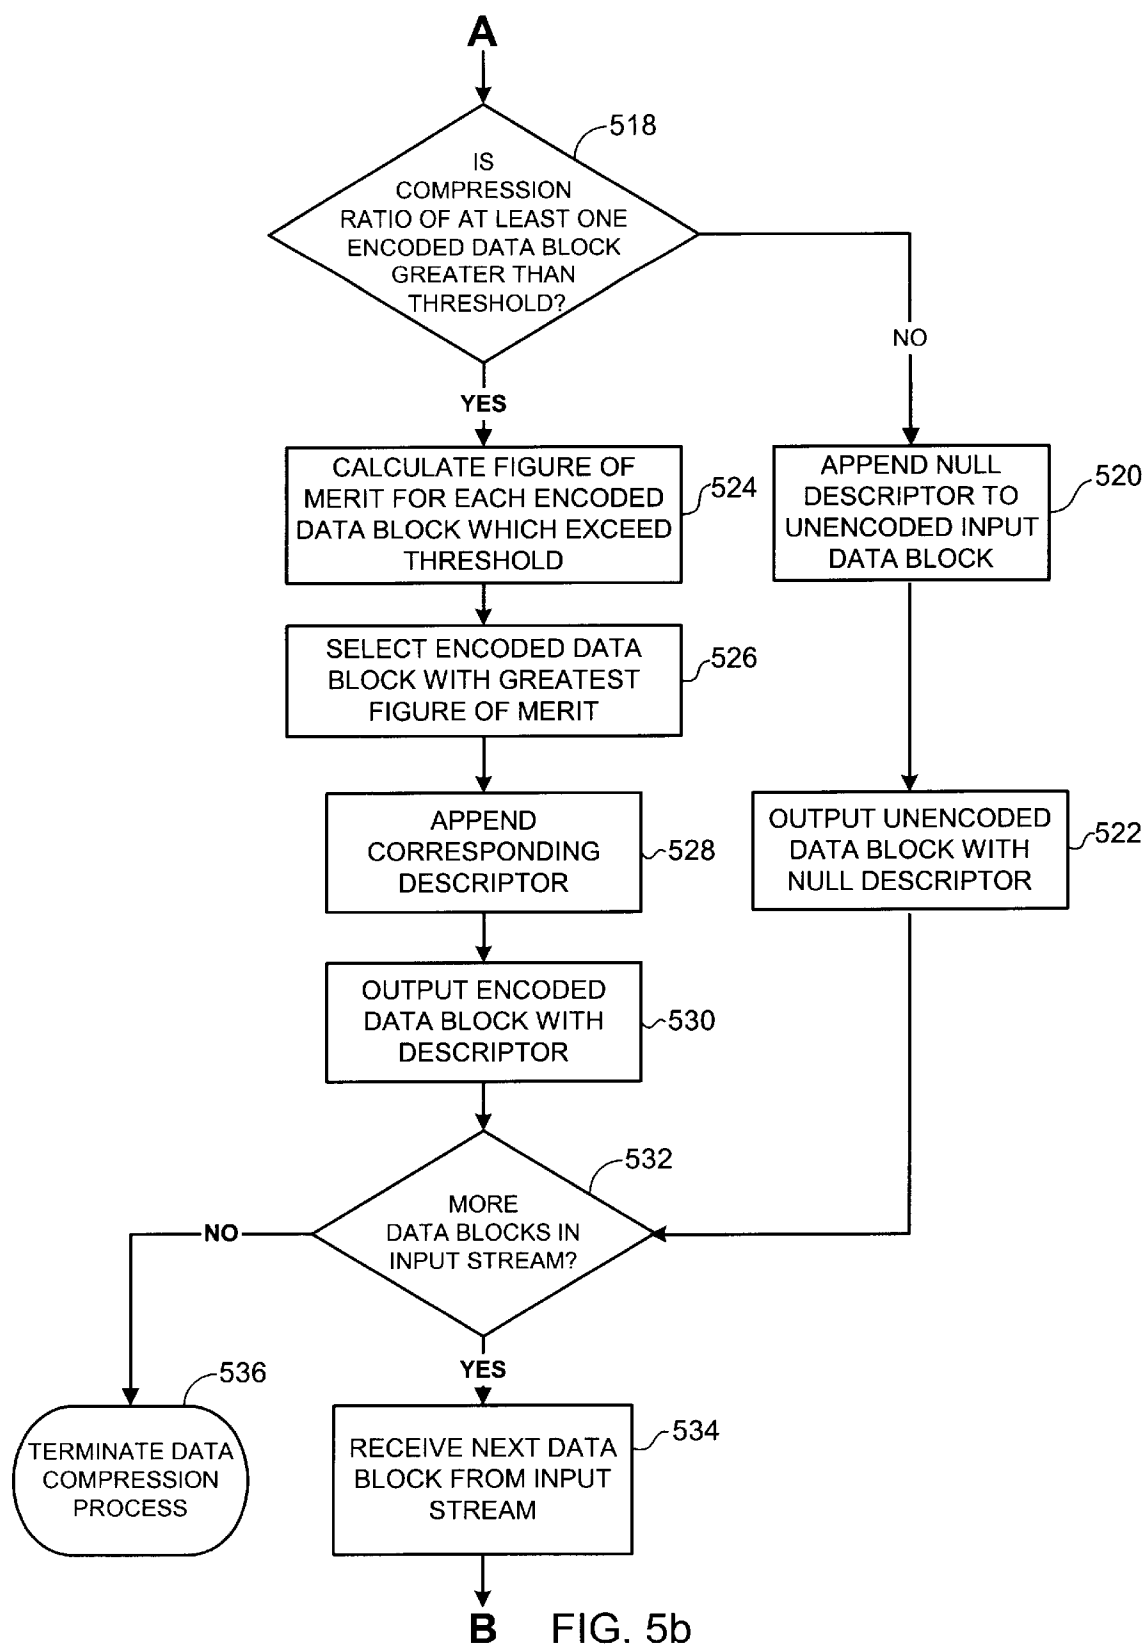 A
518
IS
COMPRESSION
RATIO OF AT LEAST ONE
ENCODED DATA BLOCK
GREATER THAN
THRESHOLD?
NO
YES
CALCULATE FIGURE OF
MERIT FOR EACH ENCODED
DATA BLOCK WHICH EXCEED
THRESHOLD
524
APPEND NULL
DESCRIPTOR TO
UNENCODED INPUT
DATA BLOCK
520
SELECT ENCODED DATA
BLOCK WITH GREATEST
FIGURE OF MERIT
526
APPEND
CORRESPONDING
DESCRIPTOR
528
OUTPUT UNENCODED
DATA BLOCK WITH
NULL DESCRIPTOR
522
OUTPUT ENCODED
DATA BLOCK WITH
DESCRIPTOR
530
532
MORE
DATA BLOCKS IN
INPUT STREAM?
NO
YES
536
TERMINATE DATA
COMPRESSION
PROCESS
RECEIVE NEXT DATA
BLOCK FROM INPUT
STREAM
534
B
FIG. 5b